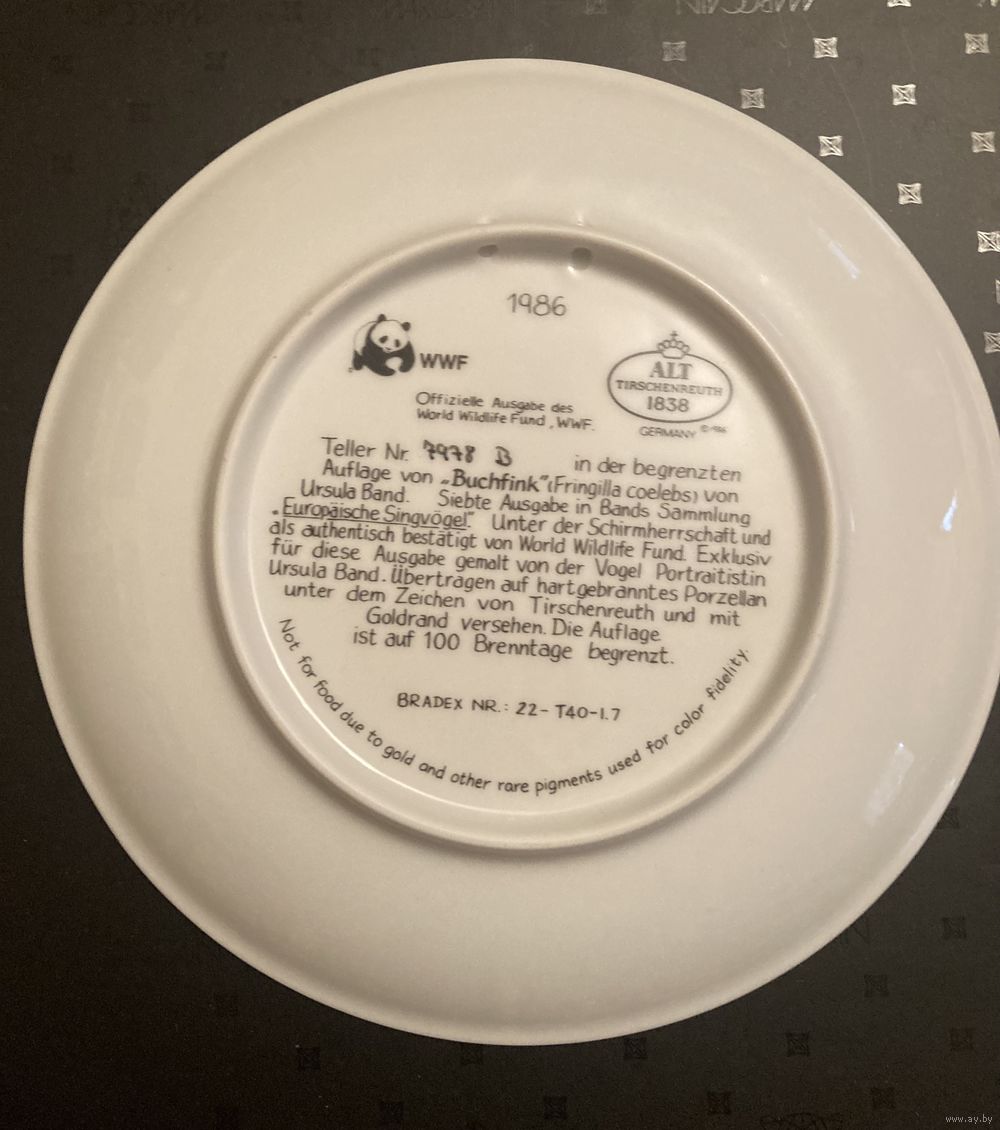 1986
WWF
ALT
TIRSCHENREUTH
1838
GERMANY © 1986
Offizielle Ausgabe des
World Wildlife Fund, WWF.
Teller Nr. 7978 B in der begrenzten
Auflage von „Buchfink“ (Fringilla coelebs) von
Ursula Band. Siebte Ausgabe in Bands Sammlung
„Europäische Singvögel“. Unter der Schirmherrschaft und
als authentisch bestätigt von World Wildlife Fund. Exklusiv
für diese Ausgabe gemalt von der Vogel Portraitistin
Ursula Band. Übertragen auf hartgebranntes Porzellan
unter dem Zeichen von Tirschenreuth und mit
Goldrand versehen. Die Auflage
ist auf 100 Brenntage begrenzt.
BRADEX NR.: 22-T40-1.7
Not for food due to gold and other rare pigments used for color fidelity.
www.ay.by